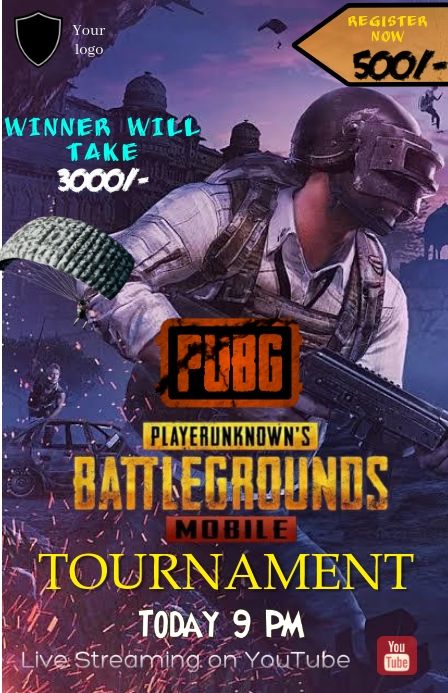 Your
logo
REGISTER
NOW
500/-
WINNER WILL
TAKE
3000/-
PUBG
PLAYERUNKNOWN'S
BATTLEGROUNDS
MOBILE
TOURNAMENT
TODAY 9 PM
Live Streaming on YouTube
You
Tube